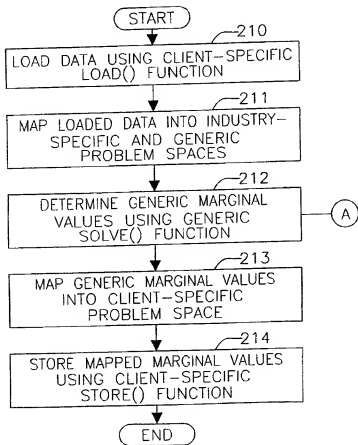 START
210
LOAD DATA USING CLIENT-SPECIFIC
LOAD() FUNCTION
211
MAP LOADED DATA INTO INDUSTRY-
SPECIFIC AND GENERIC
PROBLEM SPACES
212
DETERMINE GENERIC MARGINAL
VALUES USING GENERIC
SOLVE() FUNCTION
A
213
MAP GENERIC MARGINAL VALUES
INTO CLIENT-SPECIFIC
PROBLEM SPACE
214
STORE MAPPED MARGINAL VALUES
USING CLIENT-SPECIFIC
STORE() FUNCTION
END